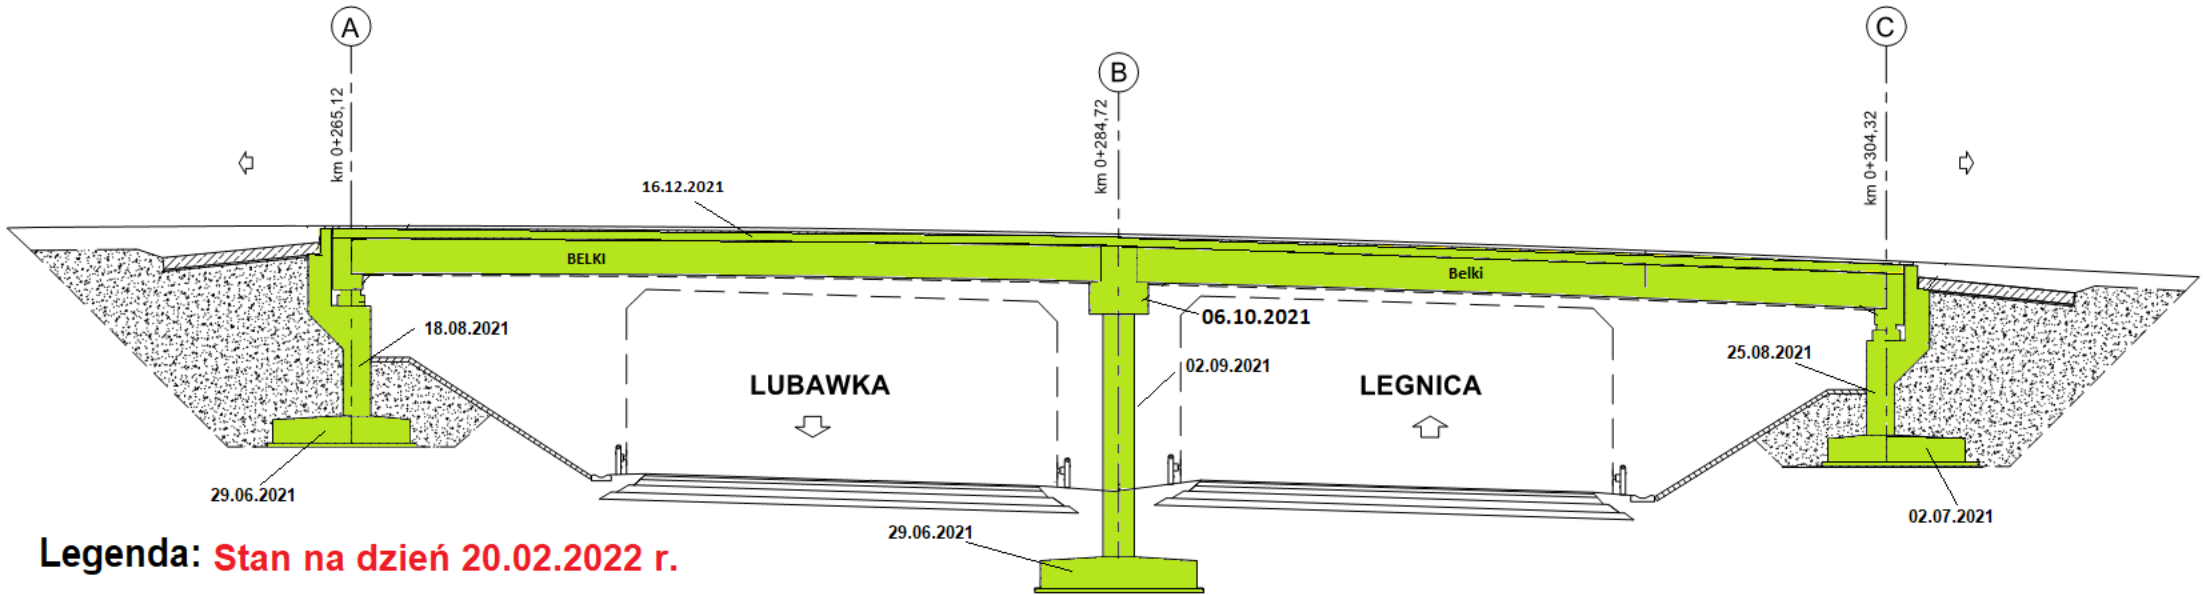 A
B
C
km 0+265,12
km 0+284,72
km 0+304,32
16.12.2021
BELKI
Belki
18.08.2021
06.10.2021
02.09.2021
25.08.2021
LUBAWKA
LEGNICA
29.06.2021
29.06.2021
02.07.2021
Legenda: Stan na dzień 20.02.2022 r.